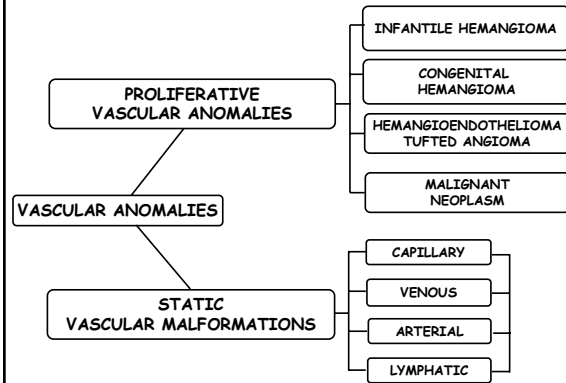 INFANTILE HEMANGIOMA
CONGENITAL
HEMANGIOMA
PROLIFERATIVE
VASCULAR ANOMALIES
HEMANGIOENDOTHELIOMA
TUFTED ANGIOMA
MALIGNANT
NEOPLASM
VASCULAR ANOMALIES
CAPILLARY
VENOUS
STATIC
VASCULAR MALFORMATIONS
ARTERIAL
LYMPHATIC